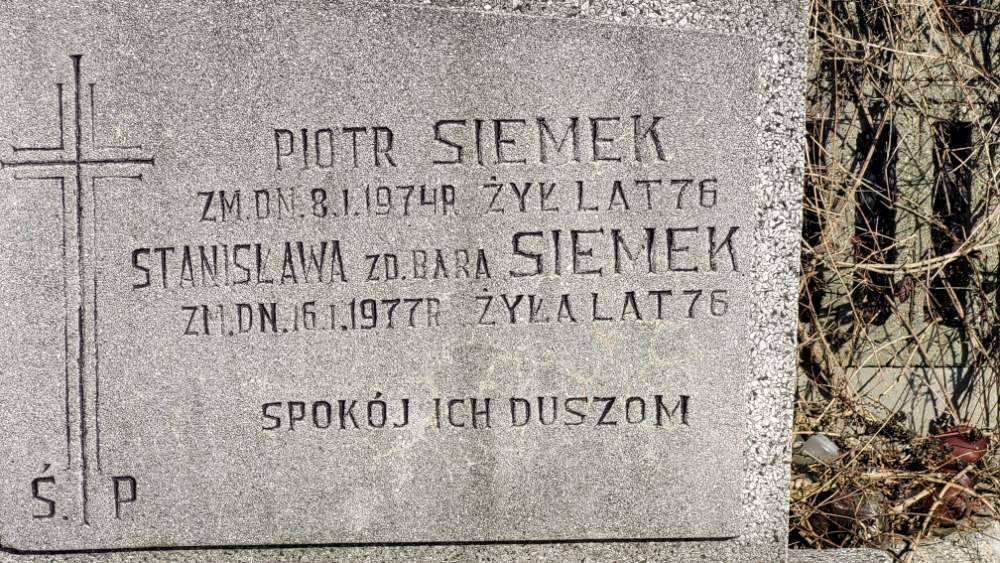 PIOTR SIEMEK
ZM.DN.8.I.1974R ŻYŁ LAT 76
STANISŁAWA ZD.BARA SIEMEK
ZM.DN.16.I.1977R ŻYŁA LAT 76
SPOKÓJ ICH DUSZOM
Ś.P